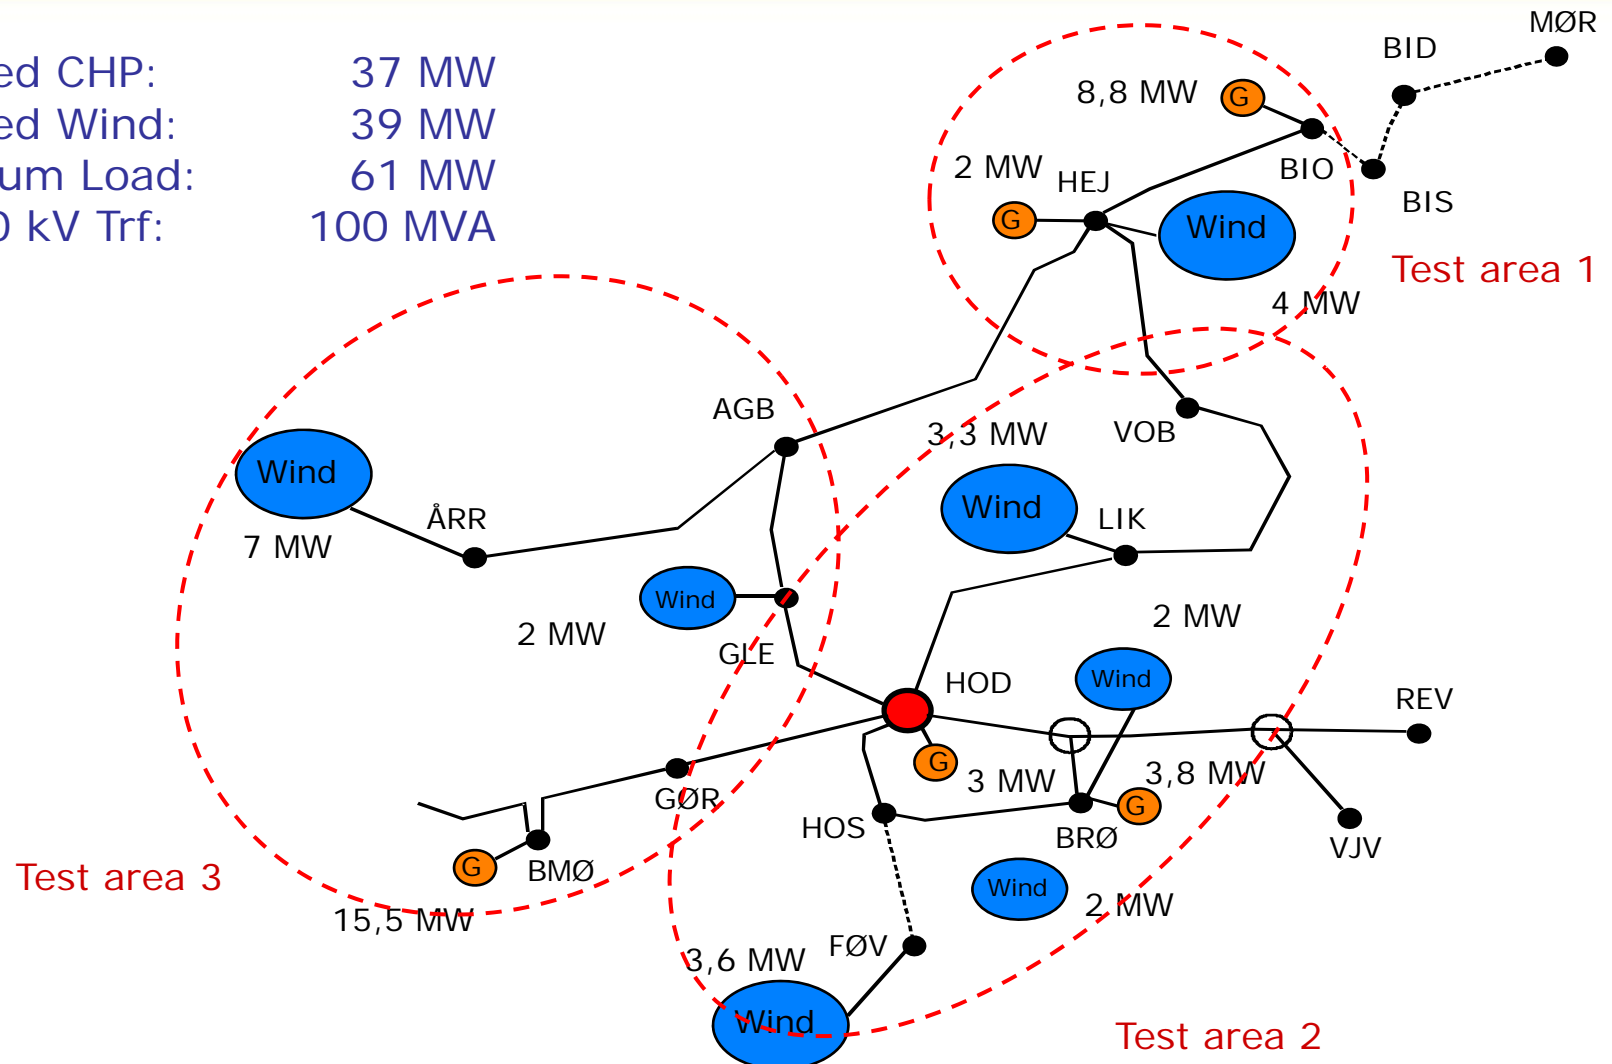 ed CHP: 37 MW
ed Wind: 39 MW
um Load: 61 MW
0 kV Trf: 100 MVA
MØR
BID
8,8 MW
G
BIO
BIS
2 MW
HEJ
G
Wind
Test area 1
4 MW
AGB
3,3 MW
VOB
Wind
ÅRR
7 MW
Wind
LIK
Wind
2 MW
GLE
2 MW
Wind
HOD
REV
G
3 MW
3,8 MW
GØR
G
HOS
BRØ
VJV
Test area 3
G
BMØ
15,5 MW
Wind
2 MW
3,6 MW
FØV
Wind
Test area 2